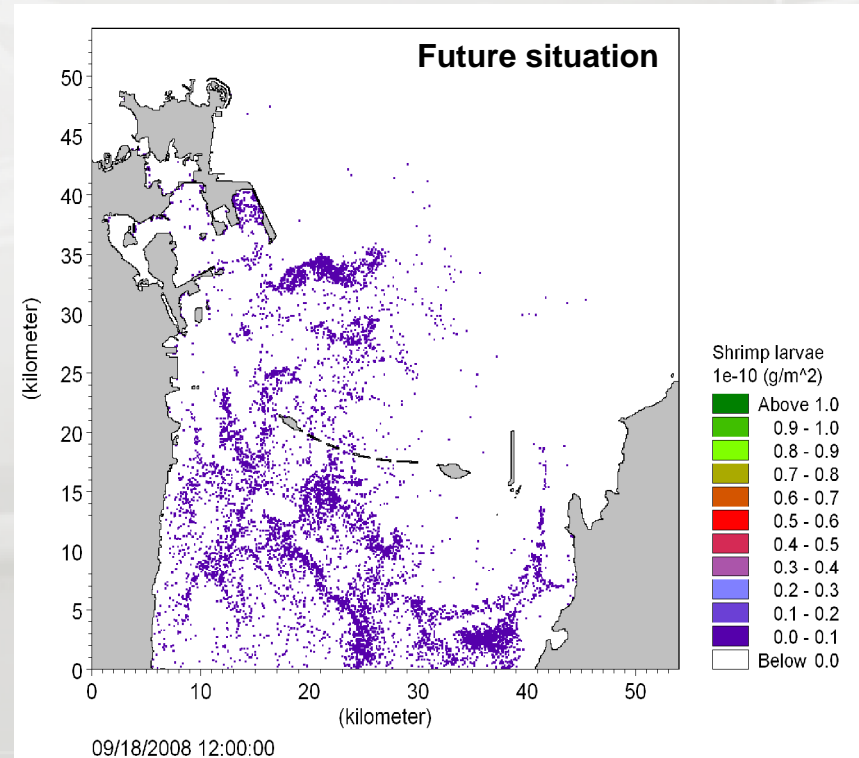 Future situation
50
45
40
35
30
25
20
15
10
5
0
(kilometer)
0 10 20 30 40 50
(kilometer)
09/18/2008 12:00:00
Shrimp larvae
1e-10 (g/m^2)
Above 1.0
0.9 - 1.0
0.8 - 0.9
0.7 - 0.8
0.6 - 0.7
0.5 - 0.6
0.4 - 0.5
0.3 - 0.4
0.2 - 0.3
0.1 - 0.2
0.0 - 0.1
Below 0.0